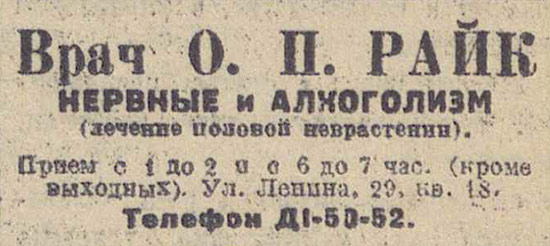 Врач О. П. РАЙК
НЕРВНЫЕ и АЛКОГОЛИЗМ
(лечение половой неврастении).
Прием с 1 до 2 и с 6 до 7 час. (кроме
выходных). Ул. Ленина, 29, кв. 18.
Телефон Д1-50-52.